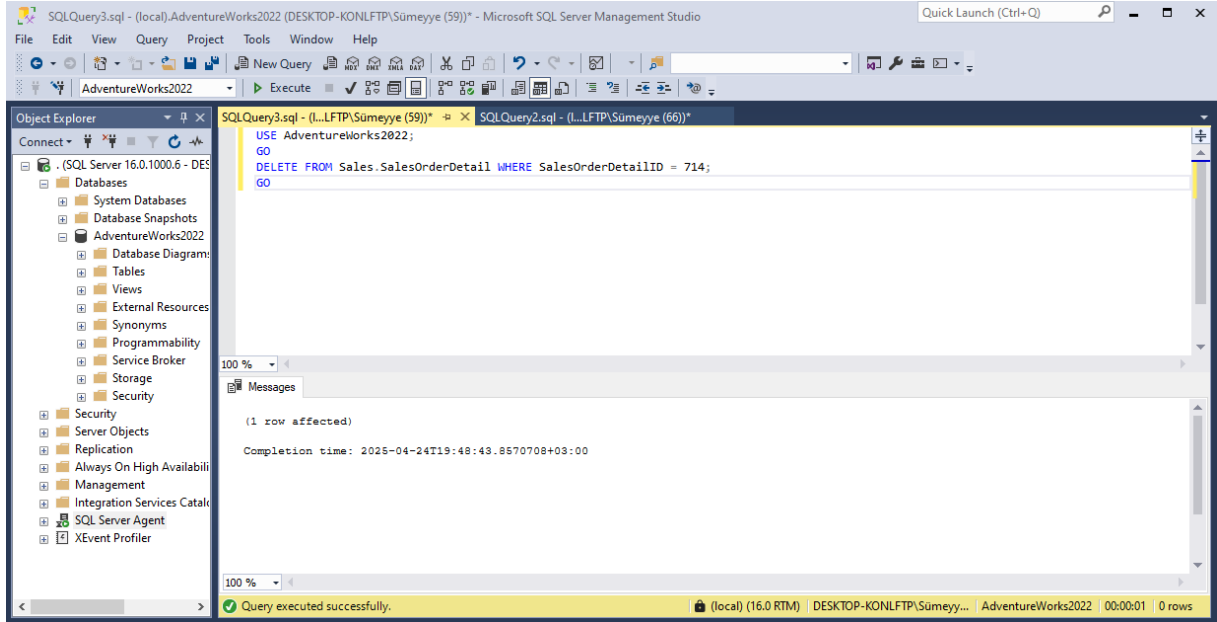 SQLQuery3.sql - (local).AdventureWorks2022 (DESKTOP-KONLFTP\Sümeyye (59))* - Microsoft SQL Server Management Studio
Quick Launch (Ctrl+Q)
File Edit View Query Project Tools Window Help
New Query MDX DMX XMLA DAX
AdventureWorks2022 Execute
Object Explorer
Connect
. (SQL Server 16.0.1000.6 - DES
Databases
System Databases
Database Snapshots
AdventureWorks2022
Database Diagrams
Tables
Views
External Resources
Synonyms
Programmability
Service Broker
Storage
Security
Security
Server Objects
Replication
Always On High Availabili
Management
Integration Services Catalo
SQL Server Agent
XEvent Profiler
SQLQuery3.sql - (l...LFTP\Sümeyye (59))* SQLQuery2.sql - (l...LFTP\Sümeyye (66))*
USE AdventureWorks2022;
GO
DELETE FROM Sales.SalesOrderDetail WHERE SalesOrderDetailID = 714;
GO
100 %
Messages
(1 row affected)
Completion time: 2025-04-24T19:48:43.8570708+03:00
100 %
Query executed successfully. (local) (16.0 RTM) DESKTOP-KONLFTP\Sümeyy... AdventureWorks2022 00:00:01 0 rows